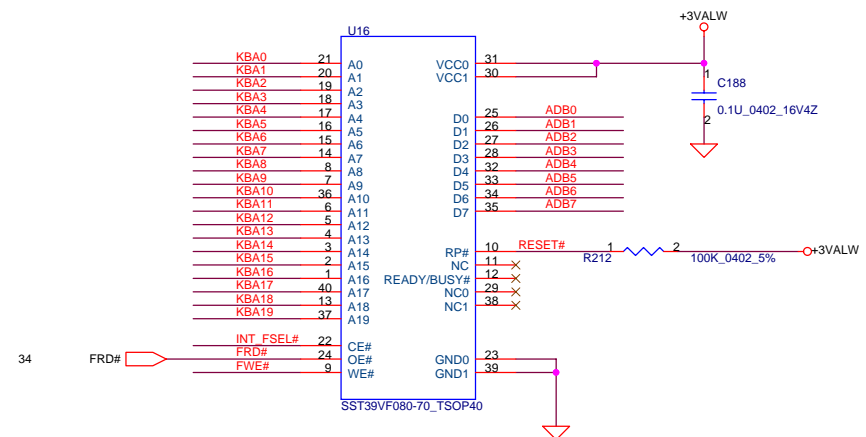 +3VALW
U16
KBA0 21 A0 VCC0 31
KBA1 20 A1 VCC1 30
KBA2 19 A2
KBA3 18 A3
KBA4 17 A4 D0 25 ADB0
KBA5 16 A5 D1 26 ADB1
KBA6 15 A6 D2 27 ADB2
KBA7 14 A7 D3 28 ADB3
KBA8 8 A8 D4 32 ADB4
KBA9 7 A9 D5 33 ADB5
KBA10 36 A10 D6 34 ADB6
KBA11 6 A11 D7 35 ADB7
KBA12 5 A12
KBA13 4 A13
KBA14 3 A14 RP# 10 RESET# 1 2 +3VALW
KBA15 2 A15 NC 11 R212 100K_0402_5%
KBA16 1 A16 READY/BUSY# 12
KBA17 40 A17 NC0 29
KBA18 13 A18 NC1 38
KBA19 37 A19
1
C188
0.1U_0402_16V4Z
2
INT_FSEL# 22 CE#
34 FRD# FRD# 24 OE# GND0 23
FWE# 9 WE# GND1 39
SST39VF080-70_TSOP40